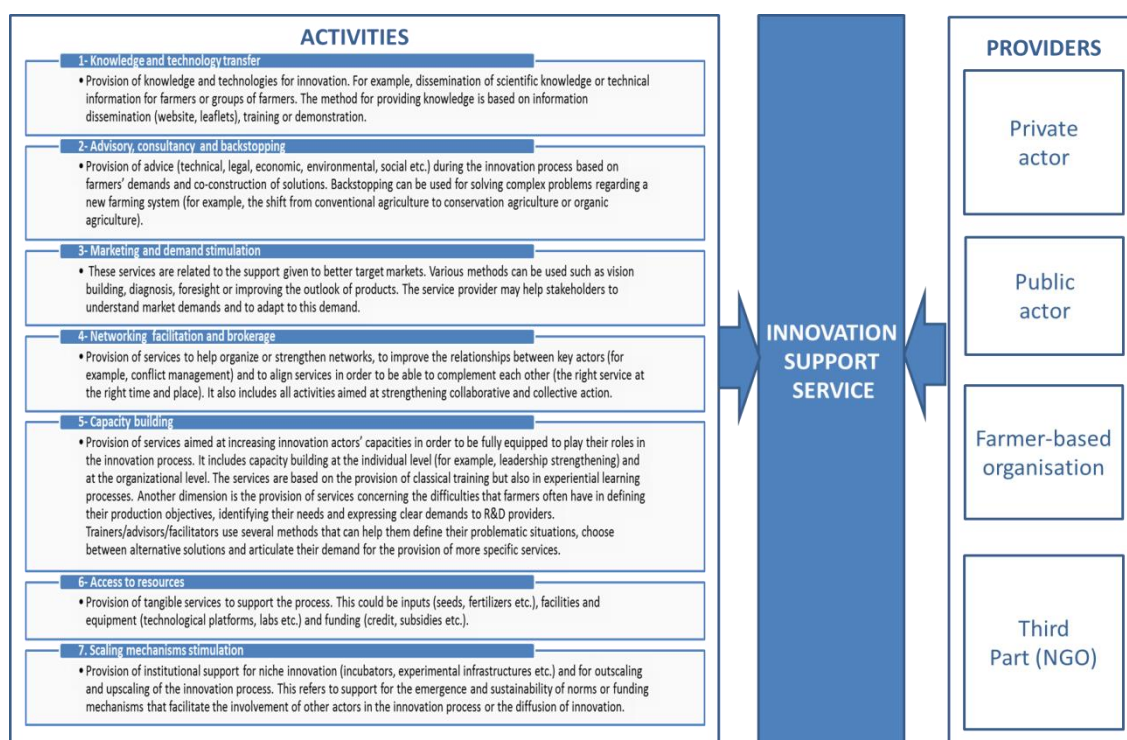 ACTIVITIES
1- Knowledge and technology transfer
• Provision of knowledge and technologies for innovation. For example, dissemination of scientific knowledge or technical
information for farmers or groups of farmers. The method for providing knowledge is based on information
dissemination (website, leaflets), training or demonstration.
2- Advisory, consultancy and backstopping
• Provision of advice (technical, legal, economic, environmental, social etc.) during the innovation process based on
farmers' demands and co-construction of solutions. Backstopping can be used for solving complex problems regarding a
new farming system (for example, the shift from conventional agriculture to conservation agriculture or organic
agriculture).
3- Marketing and demand stimulation
• These services are related to the support given to better target markets. Various methods can be used such as vision
building, diagnosis, foresight or improving the outlook of products. The service provider may help stakeholders to
understand market demands and to adapt to this demand.
4- Networking facilitation and brokerage
• Provision of services to help organize or strengthen networks, to improve the relationships between key actors (for
example, conflict management) and to align services in order to be able to complement each other (the right service at
the right time and place). It also includes all activities aimed at strengthening collaborative and collective action.
5- Capacity building
• Provision of services aimed at increasing innovation actors' capacities in order to be fully equipped to play their roles in
the innovation process. It includes capacity building at the individual level (for example, leadership strengthening) and
at the organizational level. The services are based on the provision of classical training but also in experiential learning
processes. Another dimension is the provision of services concerning the difficulties that farmers often have in defining
their production objectives, identifying their needs and expressing clear demands to R&D providers.
Trainers/advisors/facilitators use several methods that can help them define their problematic situations, choose
between alternative solutions and articulate their demand for the provision of more specific services.
6- Access to resources
• Provision of tangible services to support the process. This could be inputs (seeds, fertilizers etc.), facilities and
equipment (technological platforms, labs etc.) and funding (credit, subsidies etc.).
7. Scaling mechanisms stimulation
• Provision of institutional support for niche innovation (incubators, experimental infrastructures etc.) and for outscaling
and upscaling of the innovation process. This refers to support for the emergence and sustainability of norms or funding
mechanisms that facilitate the involvement of other actors in the innovation process or the diffusion of innovation.
INNOVATION
SUPPORT
SERVICE
PROVIDERS
Private
actor
Public
actor
Farmer-based
organisation
Third
Part (NGO)